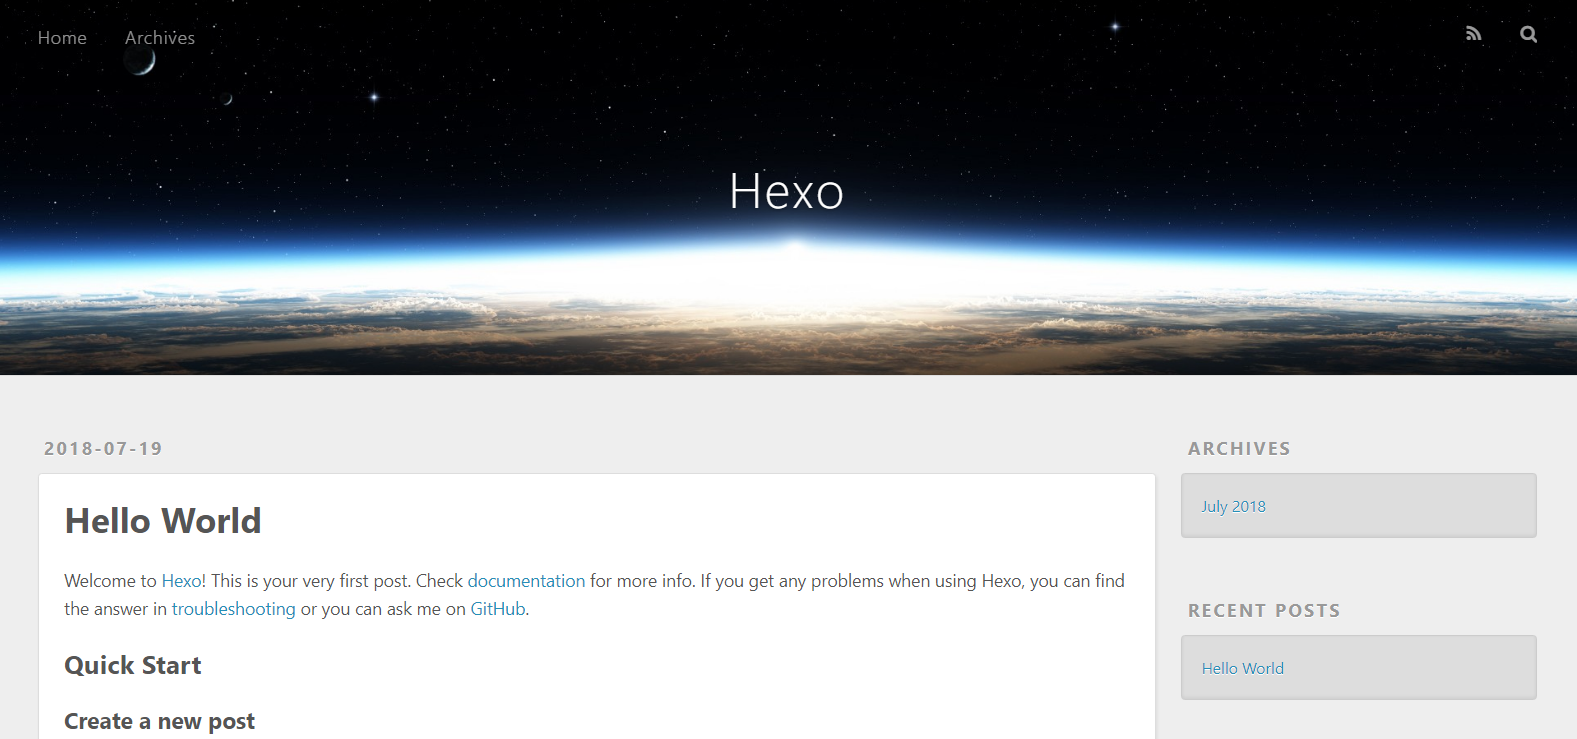 Home Archives
Hexo
2018-07-19
Hello World
Welcome to Hexo! This is your very first post. Check documentation for more info. If you get any problems when using Hexo, you can find
the answer in troubleshooting or you can ask me on GitHub.
Quick Start
Create a new post
ARCHIVES
July 2018
RECENT POSTS
Hello World